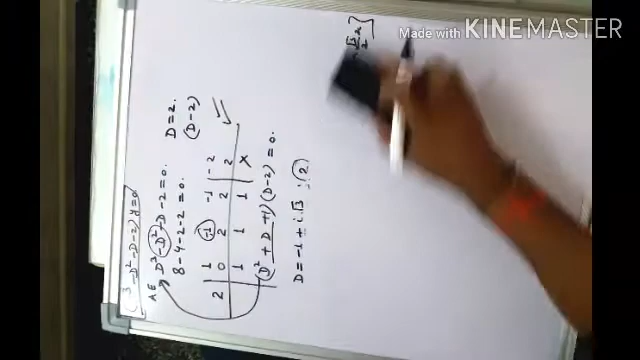 Made with KINEMASTER
(D³-D²-D-2)y=0
AE D³-D²-D-2=0.
8-4-2-2=0.
D=2.
(D-2)
2 | 1 -1 -1 -2
0 2 2 2
1 1 1 X
(D²+D+1)(D-2)=0.
D=-1+i√3 ; 2
√3/2 x]